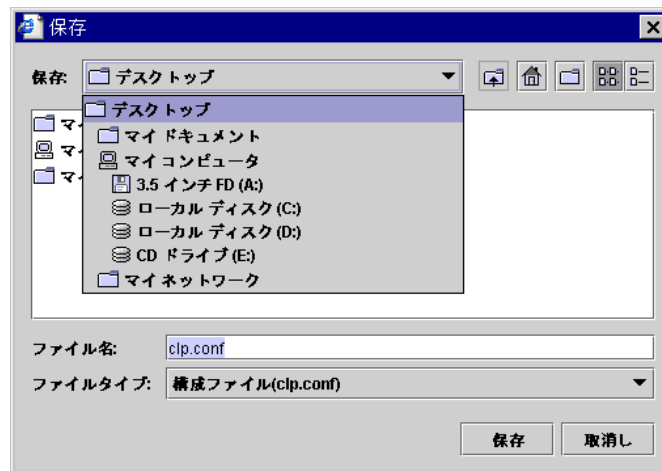 保存
保存: デスクトップ
デスクトップ
マイ ドキュメント
マイ コンピュータ
3.5 インチ FD (A:)
ローカル ディスク (C:)
ローカル ディスク (D:)
CD ドライブ (E:)
マイ ネットワーク
マ
マ
マ
ファイル名: clp.conf
ファイルタイプ: 構成ファイル(clp.conf)
保存 取消し